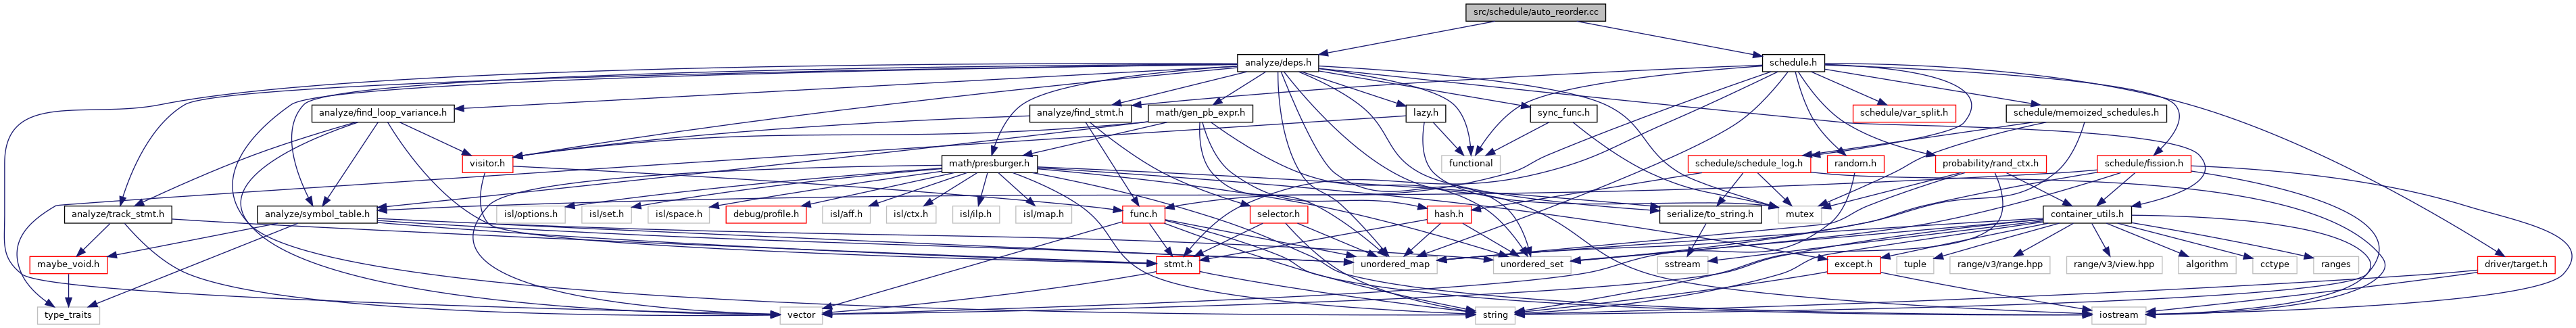 src/schedule/auto_reorder.cc
analyze/deps.h
schedule.h
analyze/find_loop_variance.h
analyze/find_stmt.h
math/gen_pb_expr.h
lazy.h
sync_func.h
schedule/var_split.h
schedule/memoized_schedules.h
visitor.h
math/presburger.h
functional
schedule/schedule_log.h
random.h
probability/rand_ctx.h
schedule/fission.h
analyze/track_stmt.h
analyze/symbol_table.h
isl/options.h
isl/set.h
isl/space.h
debug/profile.h
isl/aff.h
isl/ctx.h
isl/ilp.h
isl/map.h
func.h
selector.h
hash.h
serialize/to_string.h
mutex
container_utils.h
maybe_void.h
stmt.h
unordered_map
unordered_set
sstream
except.h
tuple
range/v3/range.hpp
range/v3/view.hpp
algorithm
cctype
ranges
driver/target.h
type_traits
vector
string
iostream